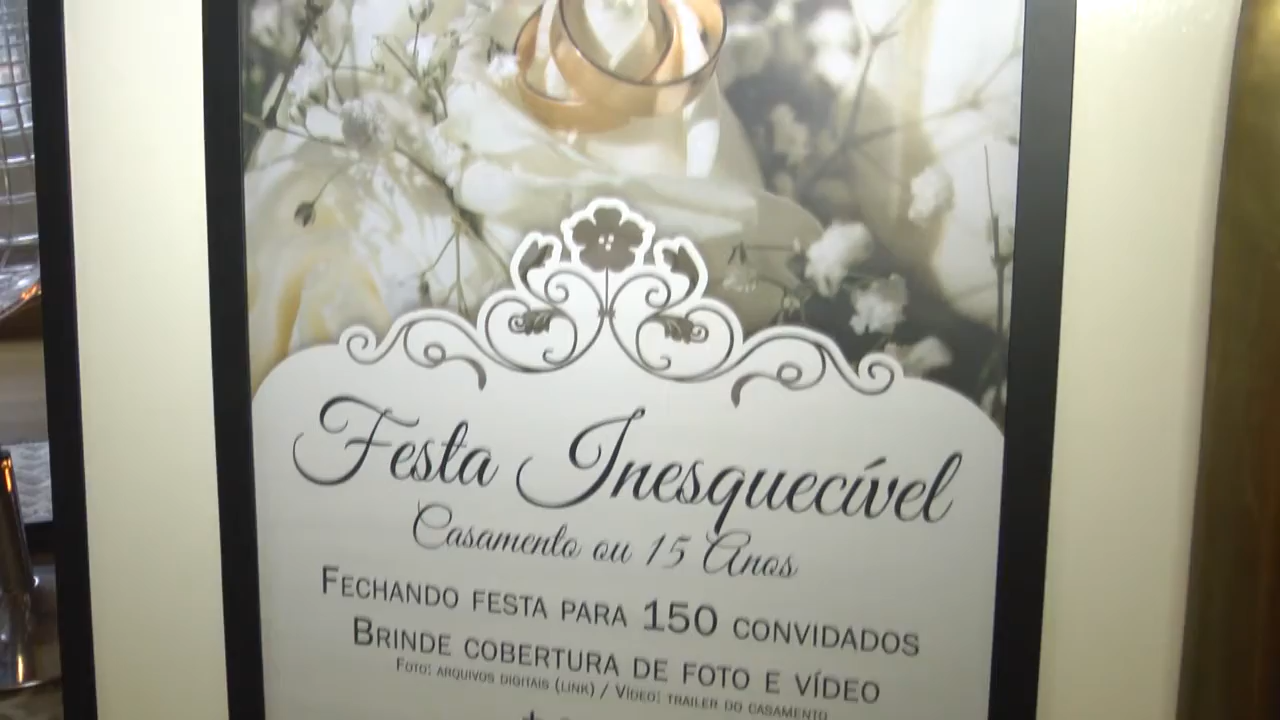 Festa Inesquecível
Casamento ou 15 Anos
FECHANDO FESTA PARA 150 CONVIDADOS
BRINDE COBERTURA DE FOTO E VÍDEO
FOTO: ARQUIVOS DIGITAIS (LINK) / VÍDEO: TRAILER DO CASAMENTO